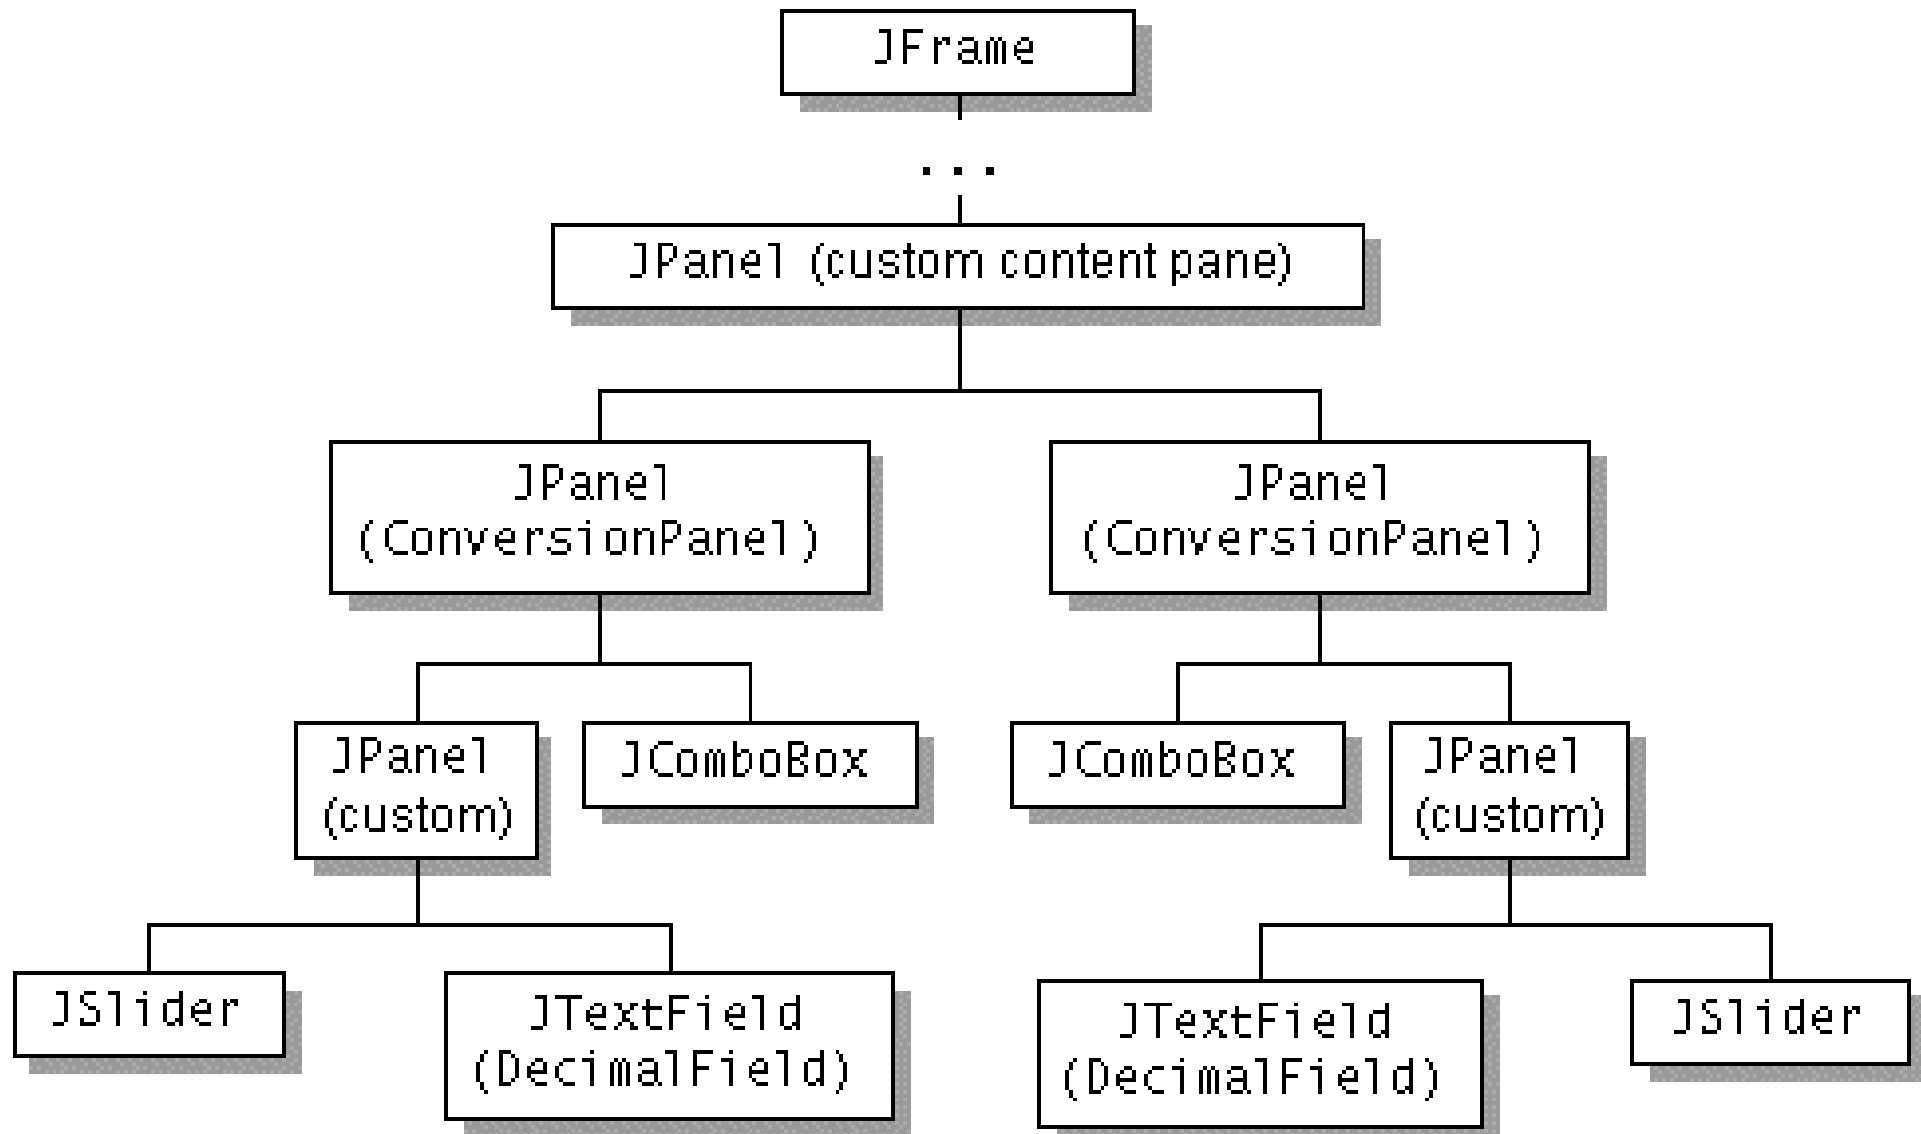 JFrame
...
JPanel (custom content pane)
JPanel
(ConversionPanel)
JPanel
(ConversionPanel)
JPanel
(custom)
JComboBox
JComboBox
JPanel
(custom)
JSlider
JTextField
(DecimalField)
JTextField
(DecimalField)
JSlider